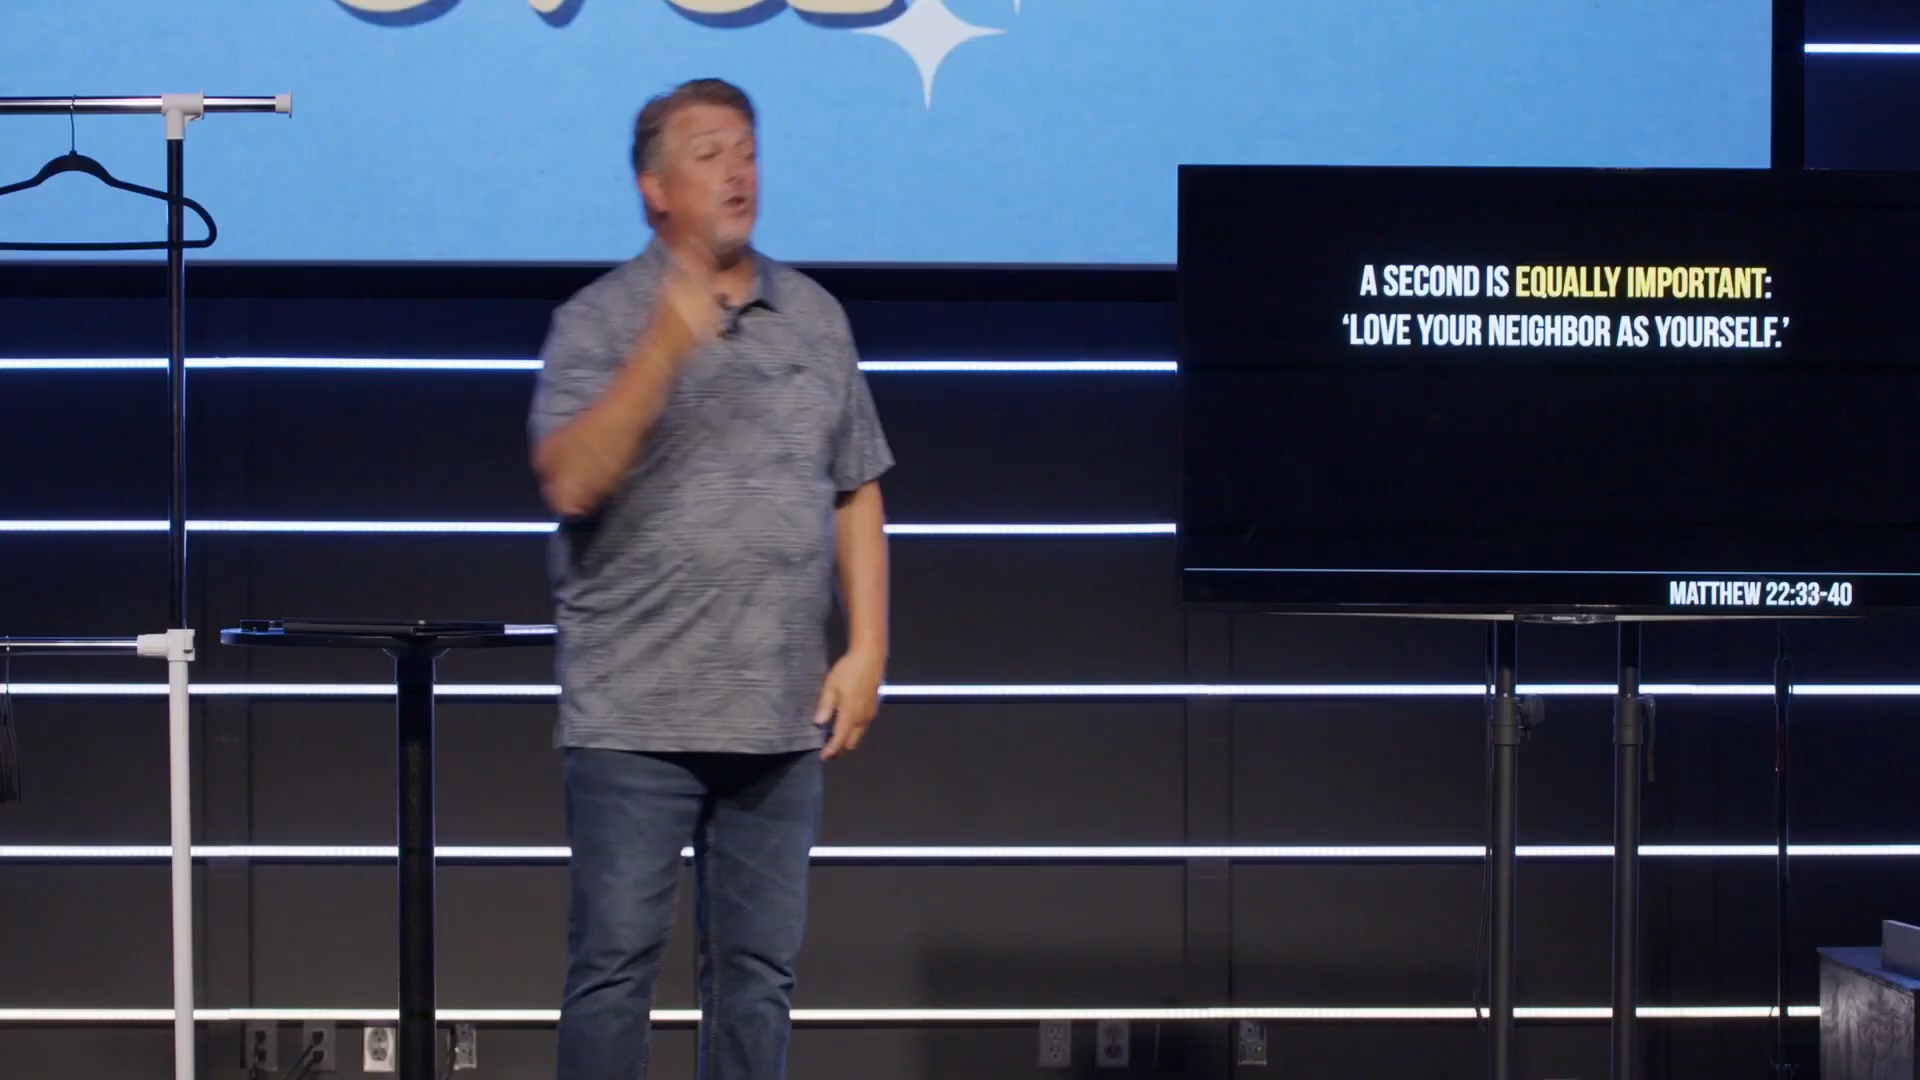 A SECOND IS EQUALLY IMPORTANT:
‘LOVE YOUR NEIGHBOR AS YOURSELF.’
MATTHEW 22:33-40